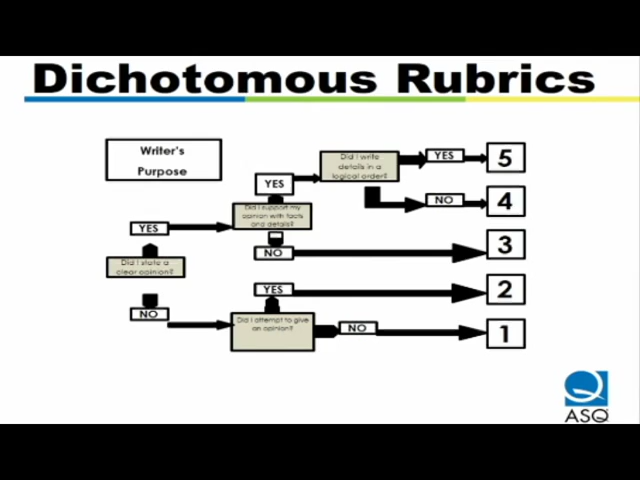 Dichotomous Rubrics
Writer's
Purpose
Did I state a
clear opinion?
YES
NO
Did I support my
opinion with facts
and details?
YES
NO
Did I write
details in a
logical order?
YES
NO
Did I attempt to give
an opinion?
YES
NO
5
4
3
2
1
ASQ